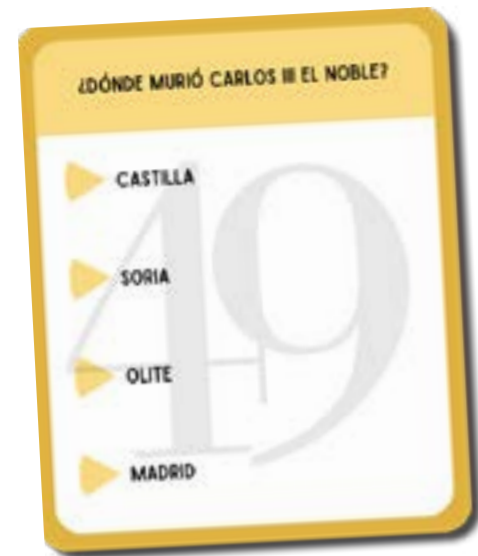 ¿DÓNDE MURIÓ CARLOS III EL NOBLE?
CASTILLA
SORIA
OLITE
MADRID
49